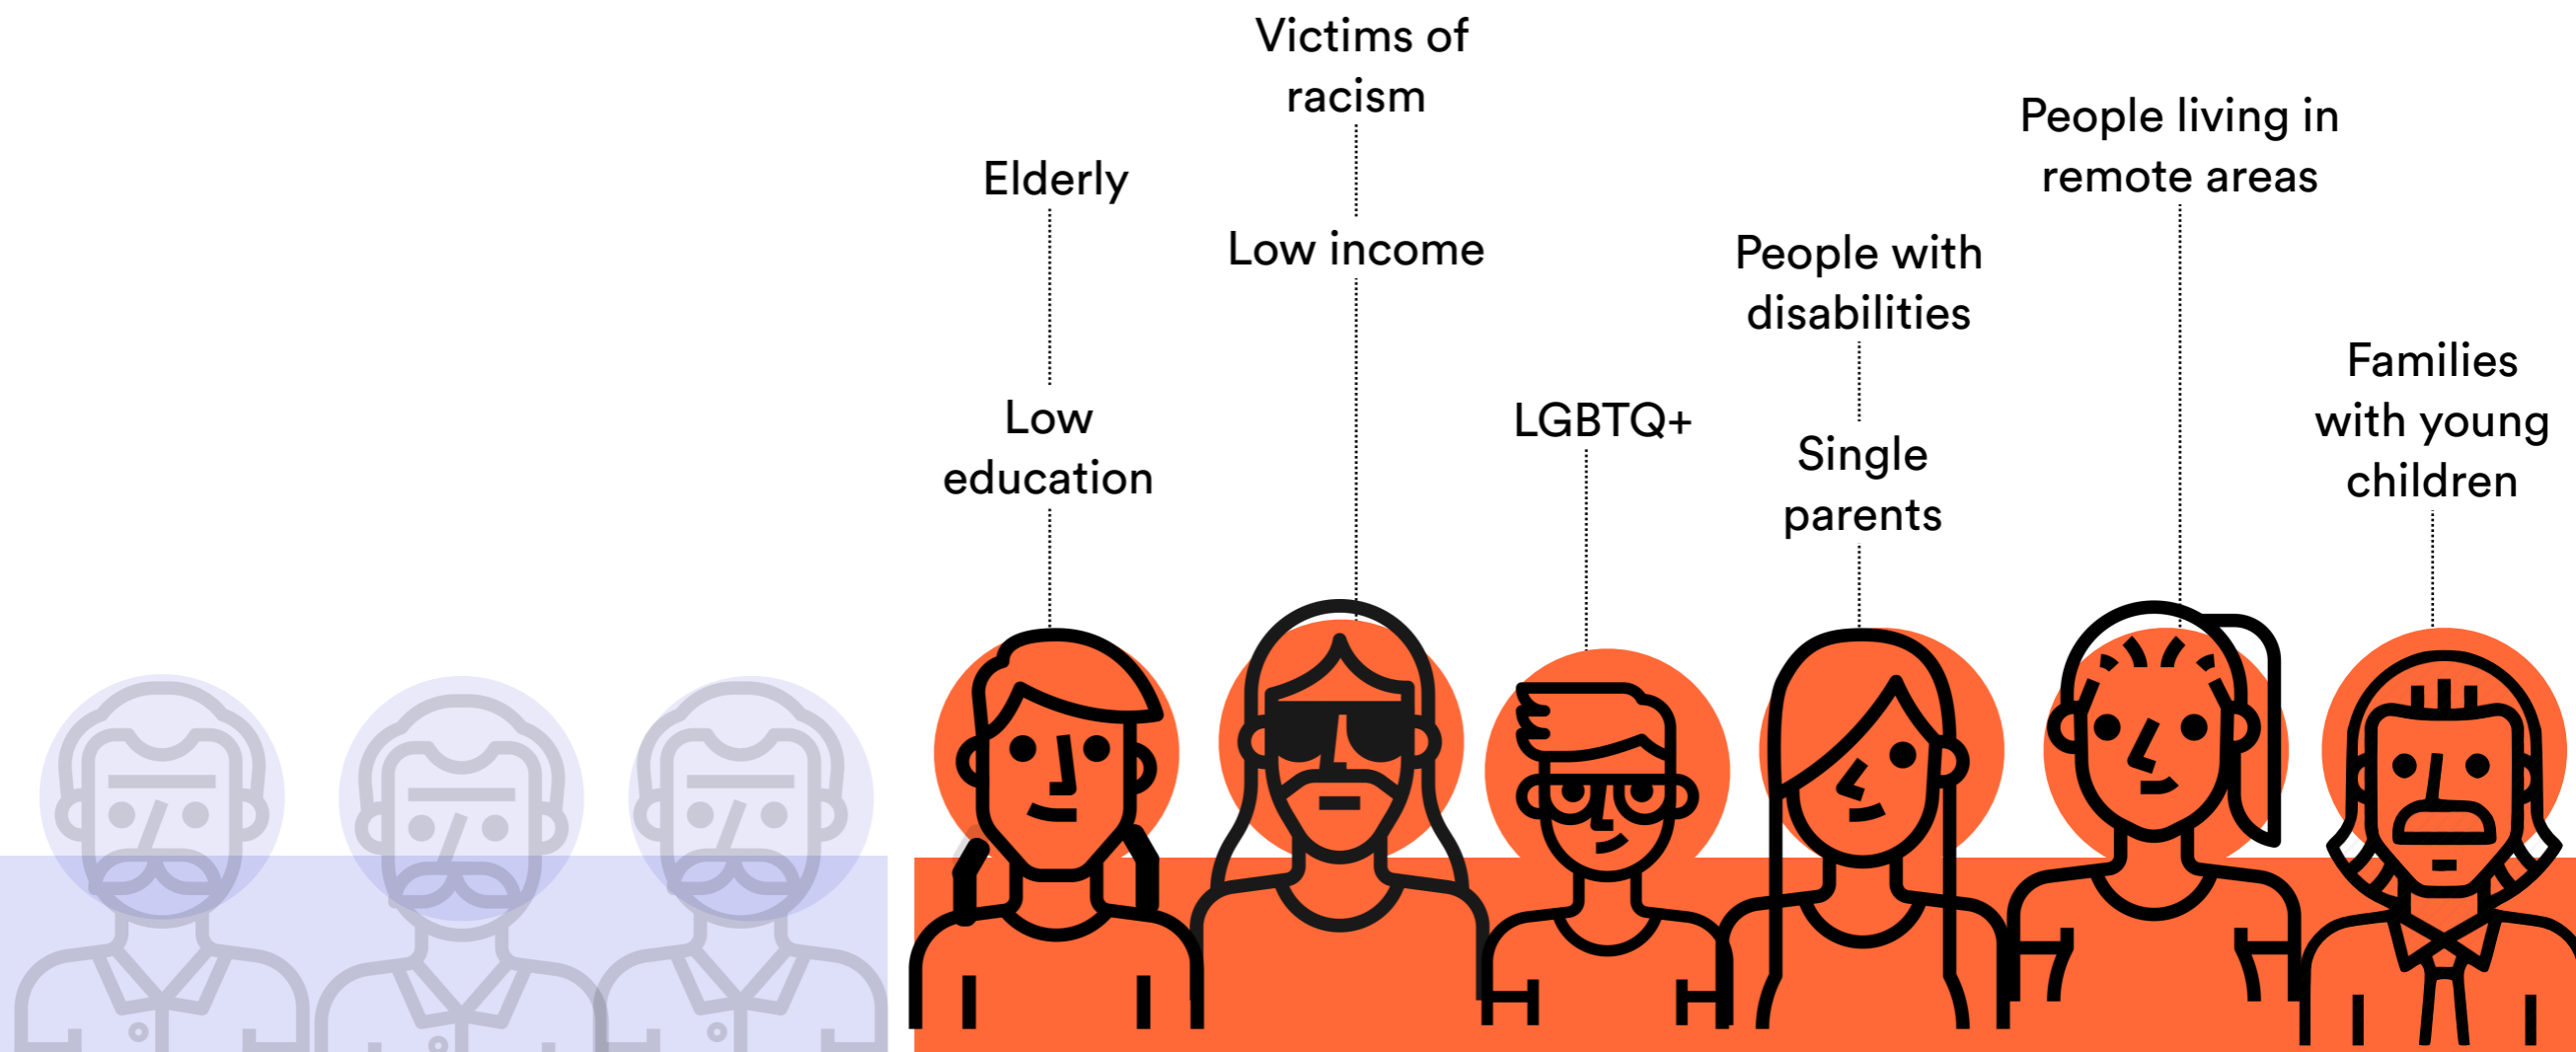 Victims of
racism
Elderly
Low income
People living in
remote areas
People with
disabilities
Low
education
LGBTQ+
Single
parents
Families
with young
children